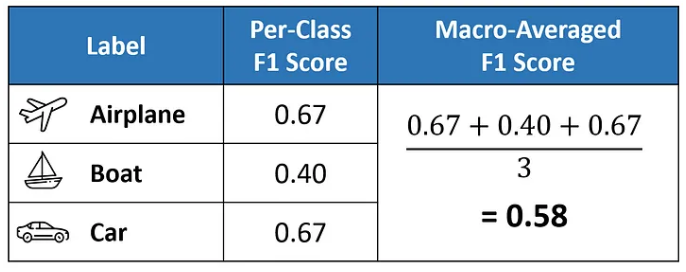 Label
Per-Class
F1 Score
Macro-Averaged
F1 Score
Airplane
0.67
Boat
0.40
Car
0.67
0.67 + 0.40 + 0.67
3
= 0.58